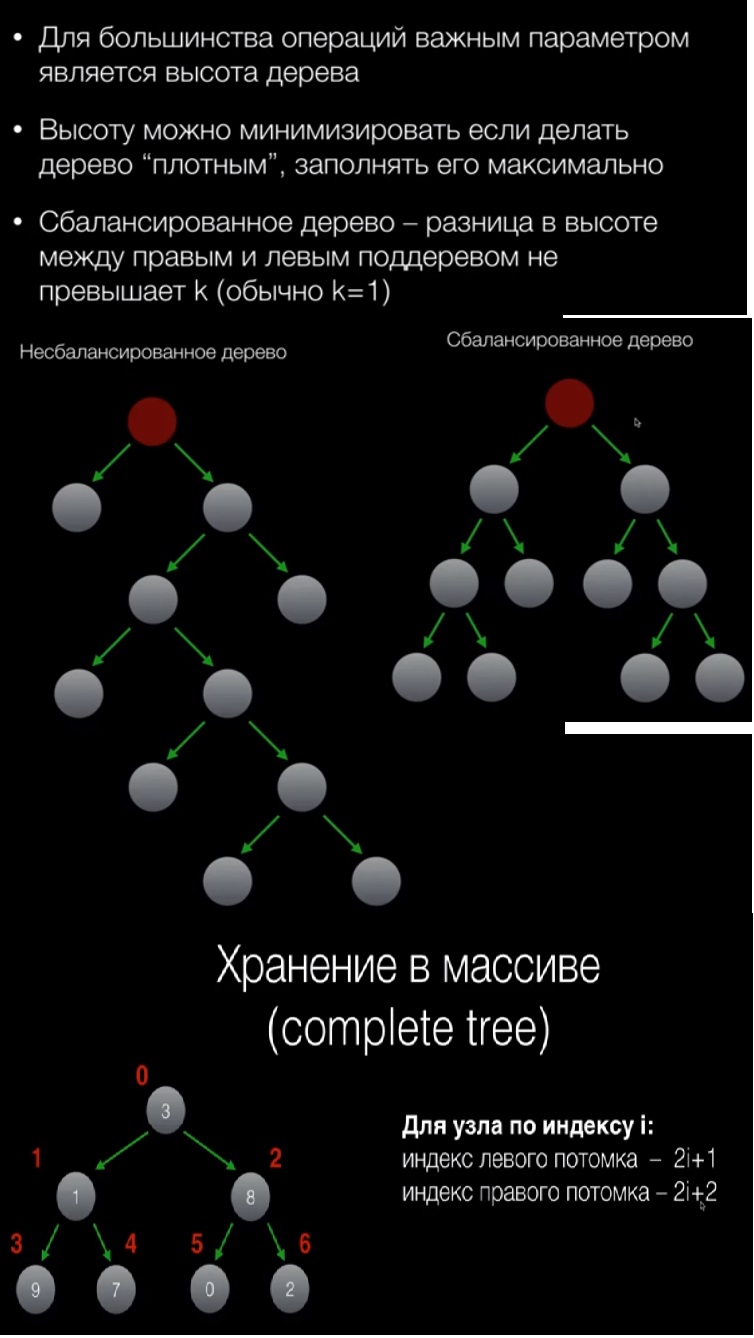 • Для большинства операций важным параметром
является высота дерева
• Высоту можно минимизировать если делать
дерево “плотным”, заполнять его максимально
• Сбалансированное дерево – разница в высоте
между правым и левым поддеревом не
превышает k (обычно k=1)
Несбалансированное дерево
Сбалансированное дерево
Хранение в массиве
(complete tree)
0
3
1
2
1
8
3
4
5
6
9
7
0
2
Для узла по индексу i:
индекс левого потомка – 2i+1
индекс правого потомка – 2i+2